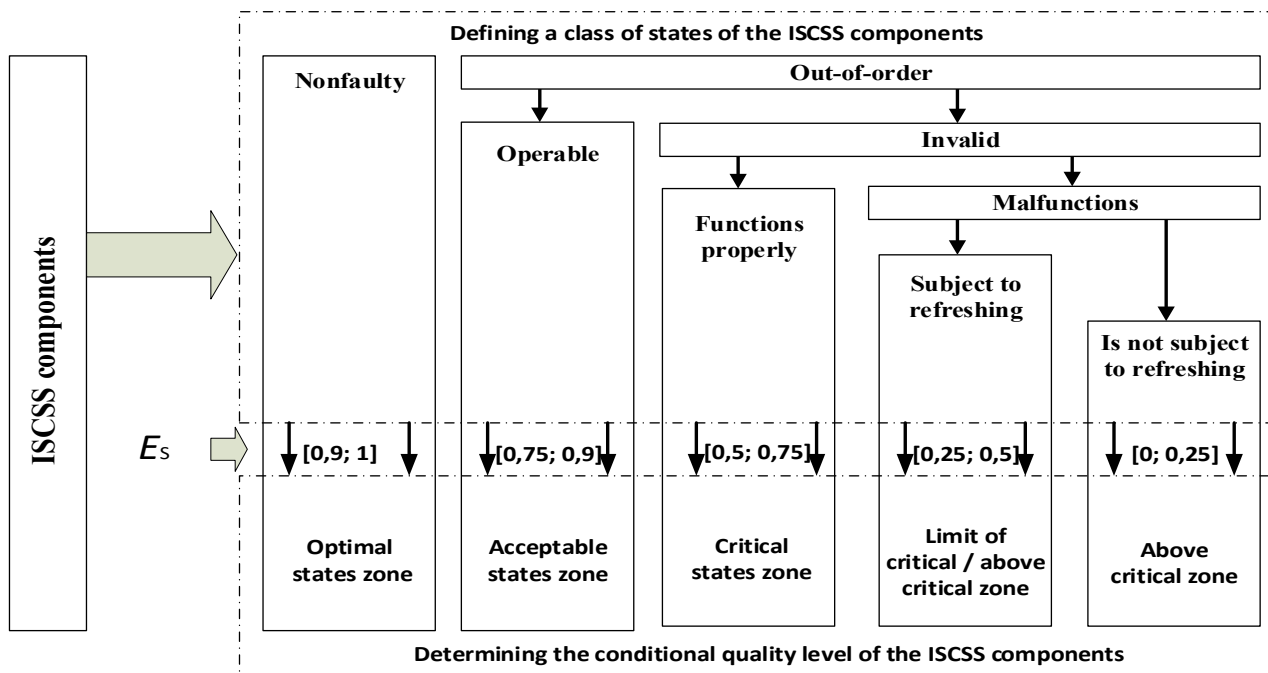 Defining a class of states of the ISCSS components
ISCSS components
Nonfaulty
Out-of-order
Operable
Invalid
Functions
properly
Malfunctions
Subject to
refreshing
Is not subject
to refreshing
Es
[0,9; 1]
[0,75; 0,9]
[0,5; 0,75]
[0,25; 0,5]
[0; 0,25]
Optimal
states zone
Acceptable
states zone
Critical
states zone
Limit of
critical / above
critical zone
Above
critical zone
Determining the conditional quality level of the ISCSS components